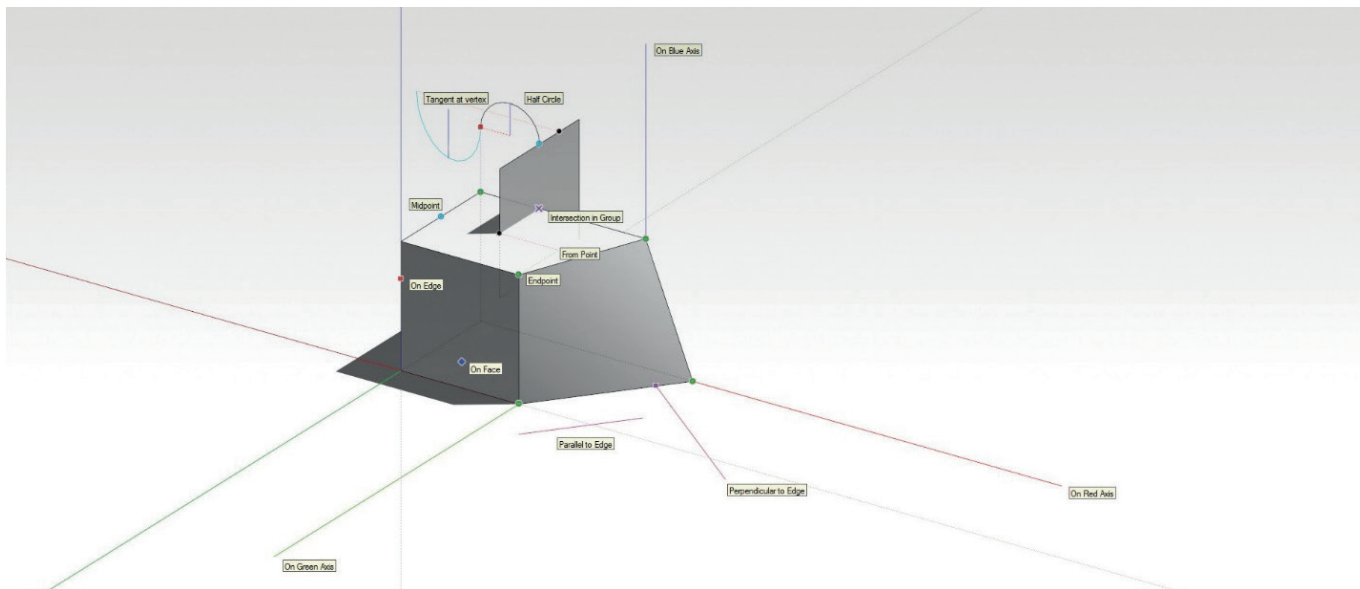 On Blue Axis
Tangent at vertex
Half Circle
Midpoint
Intersection in Group
From Point
Endpoint
On Edge
On Face
Parallel to Edge
Perpendicular to Edge
On Red Axis
On Green Axis